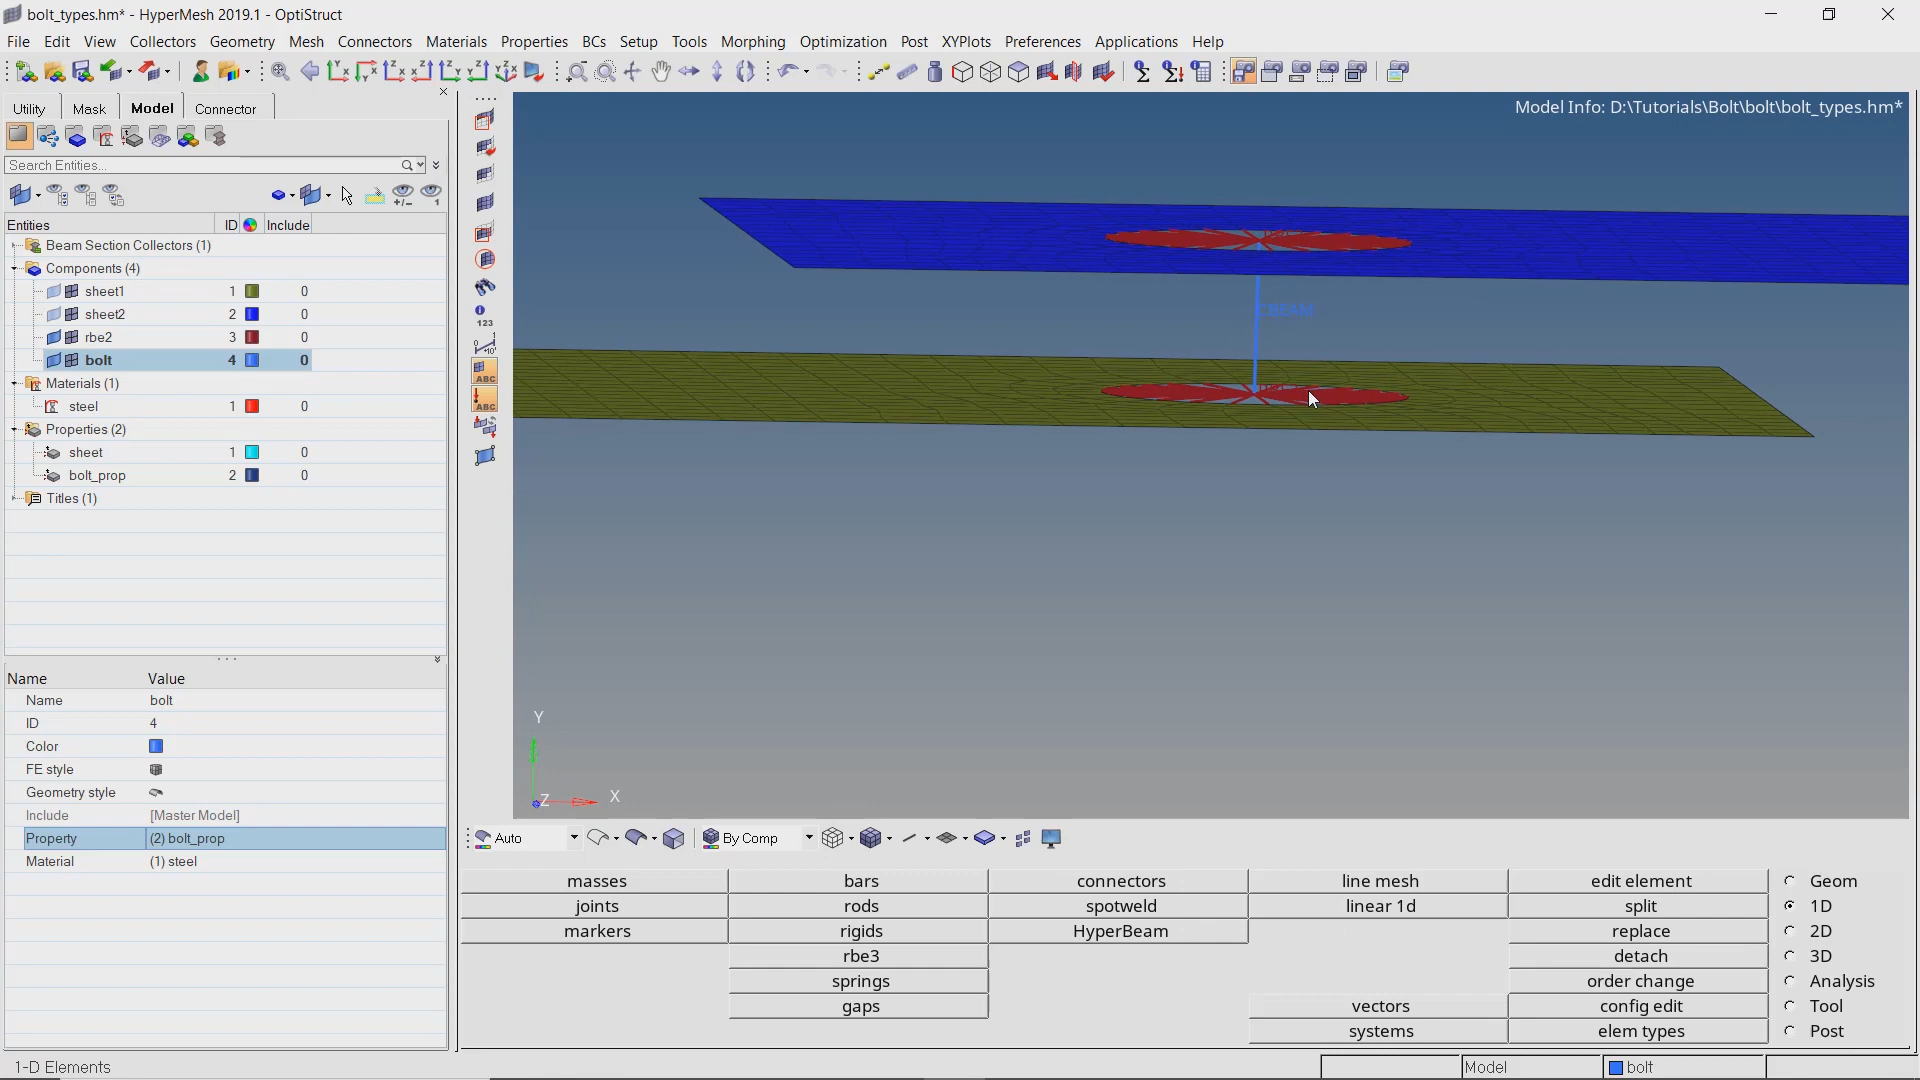 bolt_types.hm* - HyperMesh 2019.1 - OptiStruct
File Edit View Collectors Geometry Mesh Connectors Materials Properties BCs Setup Tools Morphing Optimization Post XYPlots Preferences Applications Help
Utility Mask Model Connector
Search Entities...
Entities ID Include
Beam Section Collectors (1)
Components (4)
sheet1 1 0
sheet2 2 0
rbe2 3 0
bolt 4 0
Materials (1)
steel 1 0
Properties (2)
sheet 1 0
bolt_prop 2 0
Titles (1)
Name Value
Name bolt
ID 4
Color
FE style
Geometry style
Include [Master Model]
Property (2) bolt_prop
Material (1) steel
123
ABC
ABC
Model Info: D:\Tutorials\Bolt\bolt\bolt_types.hm*
CBEAM
Y
Z X
Auto By Comp
masses bars connectors line mesh edit element Geom
joints rods spotweld linear 1d split 1D
markers rigids HyperBeam replace 2D
rbe3 detach 3D
springs order change Analysis
gaps vectors config edit Tool
systems elem types Post
1-D Elements Model bolt